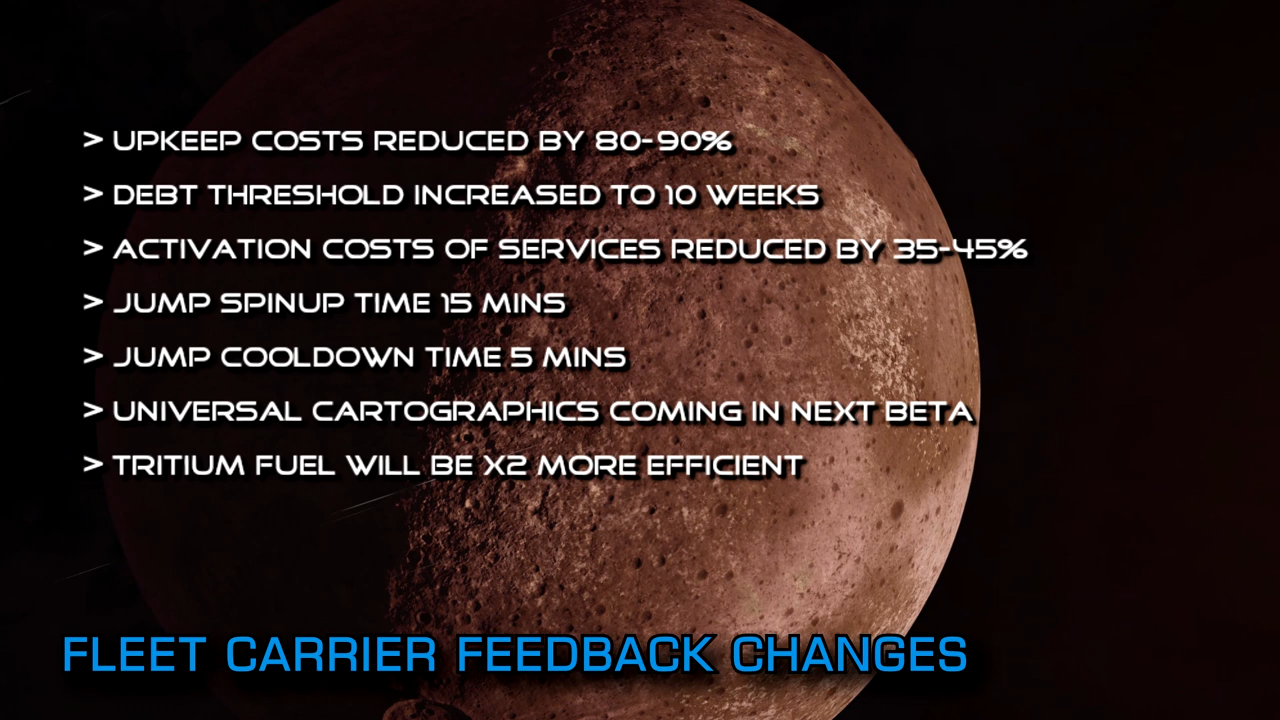 > UPKEEP COSTS REDUCED BY 80-90%
> DEBT THRESHOLD INCREASED TO 10 WEEKS
> ACTIVATION COSTS OF SERVICES REDUCED BY 35-45%
> JUMP SPINUP TIME 15 MINS
> JUMP COOLDOWN TIME 5 MINS
> UNIVERSAL CARTOGRAPHICS COMING IN NEXT BETA
> TRITIUM FUEL WILL BE X2 MORE EFFICIENT
FLEET CARRIER FEEDBACK CHANGES